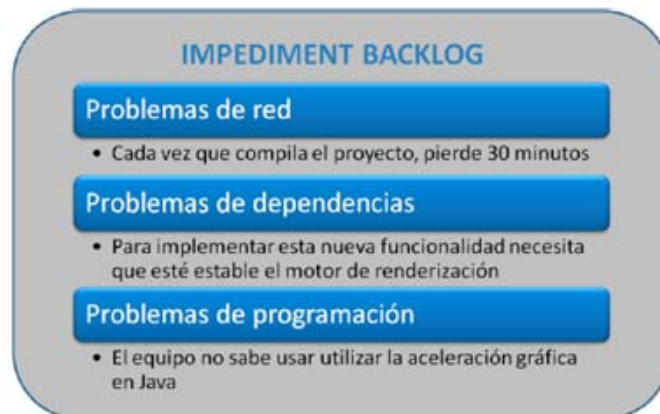 IMPEDIMENT BACKLOG
Problemas de red
• Cada vez que compila el proyecto, pierde 30 minutos
Problemas de dependencias
• Para implementar esta nueva funcionalidad necesita
que esté estable el motor de renderización
Problemas de programación
• El equipo no sabe usar utilizar la aceleración gráfica
en Java